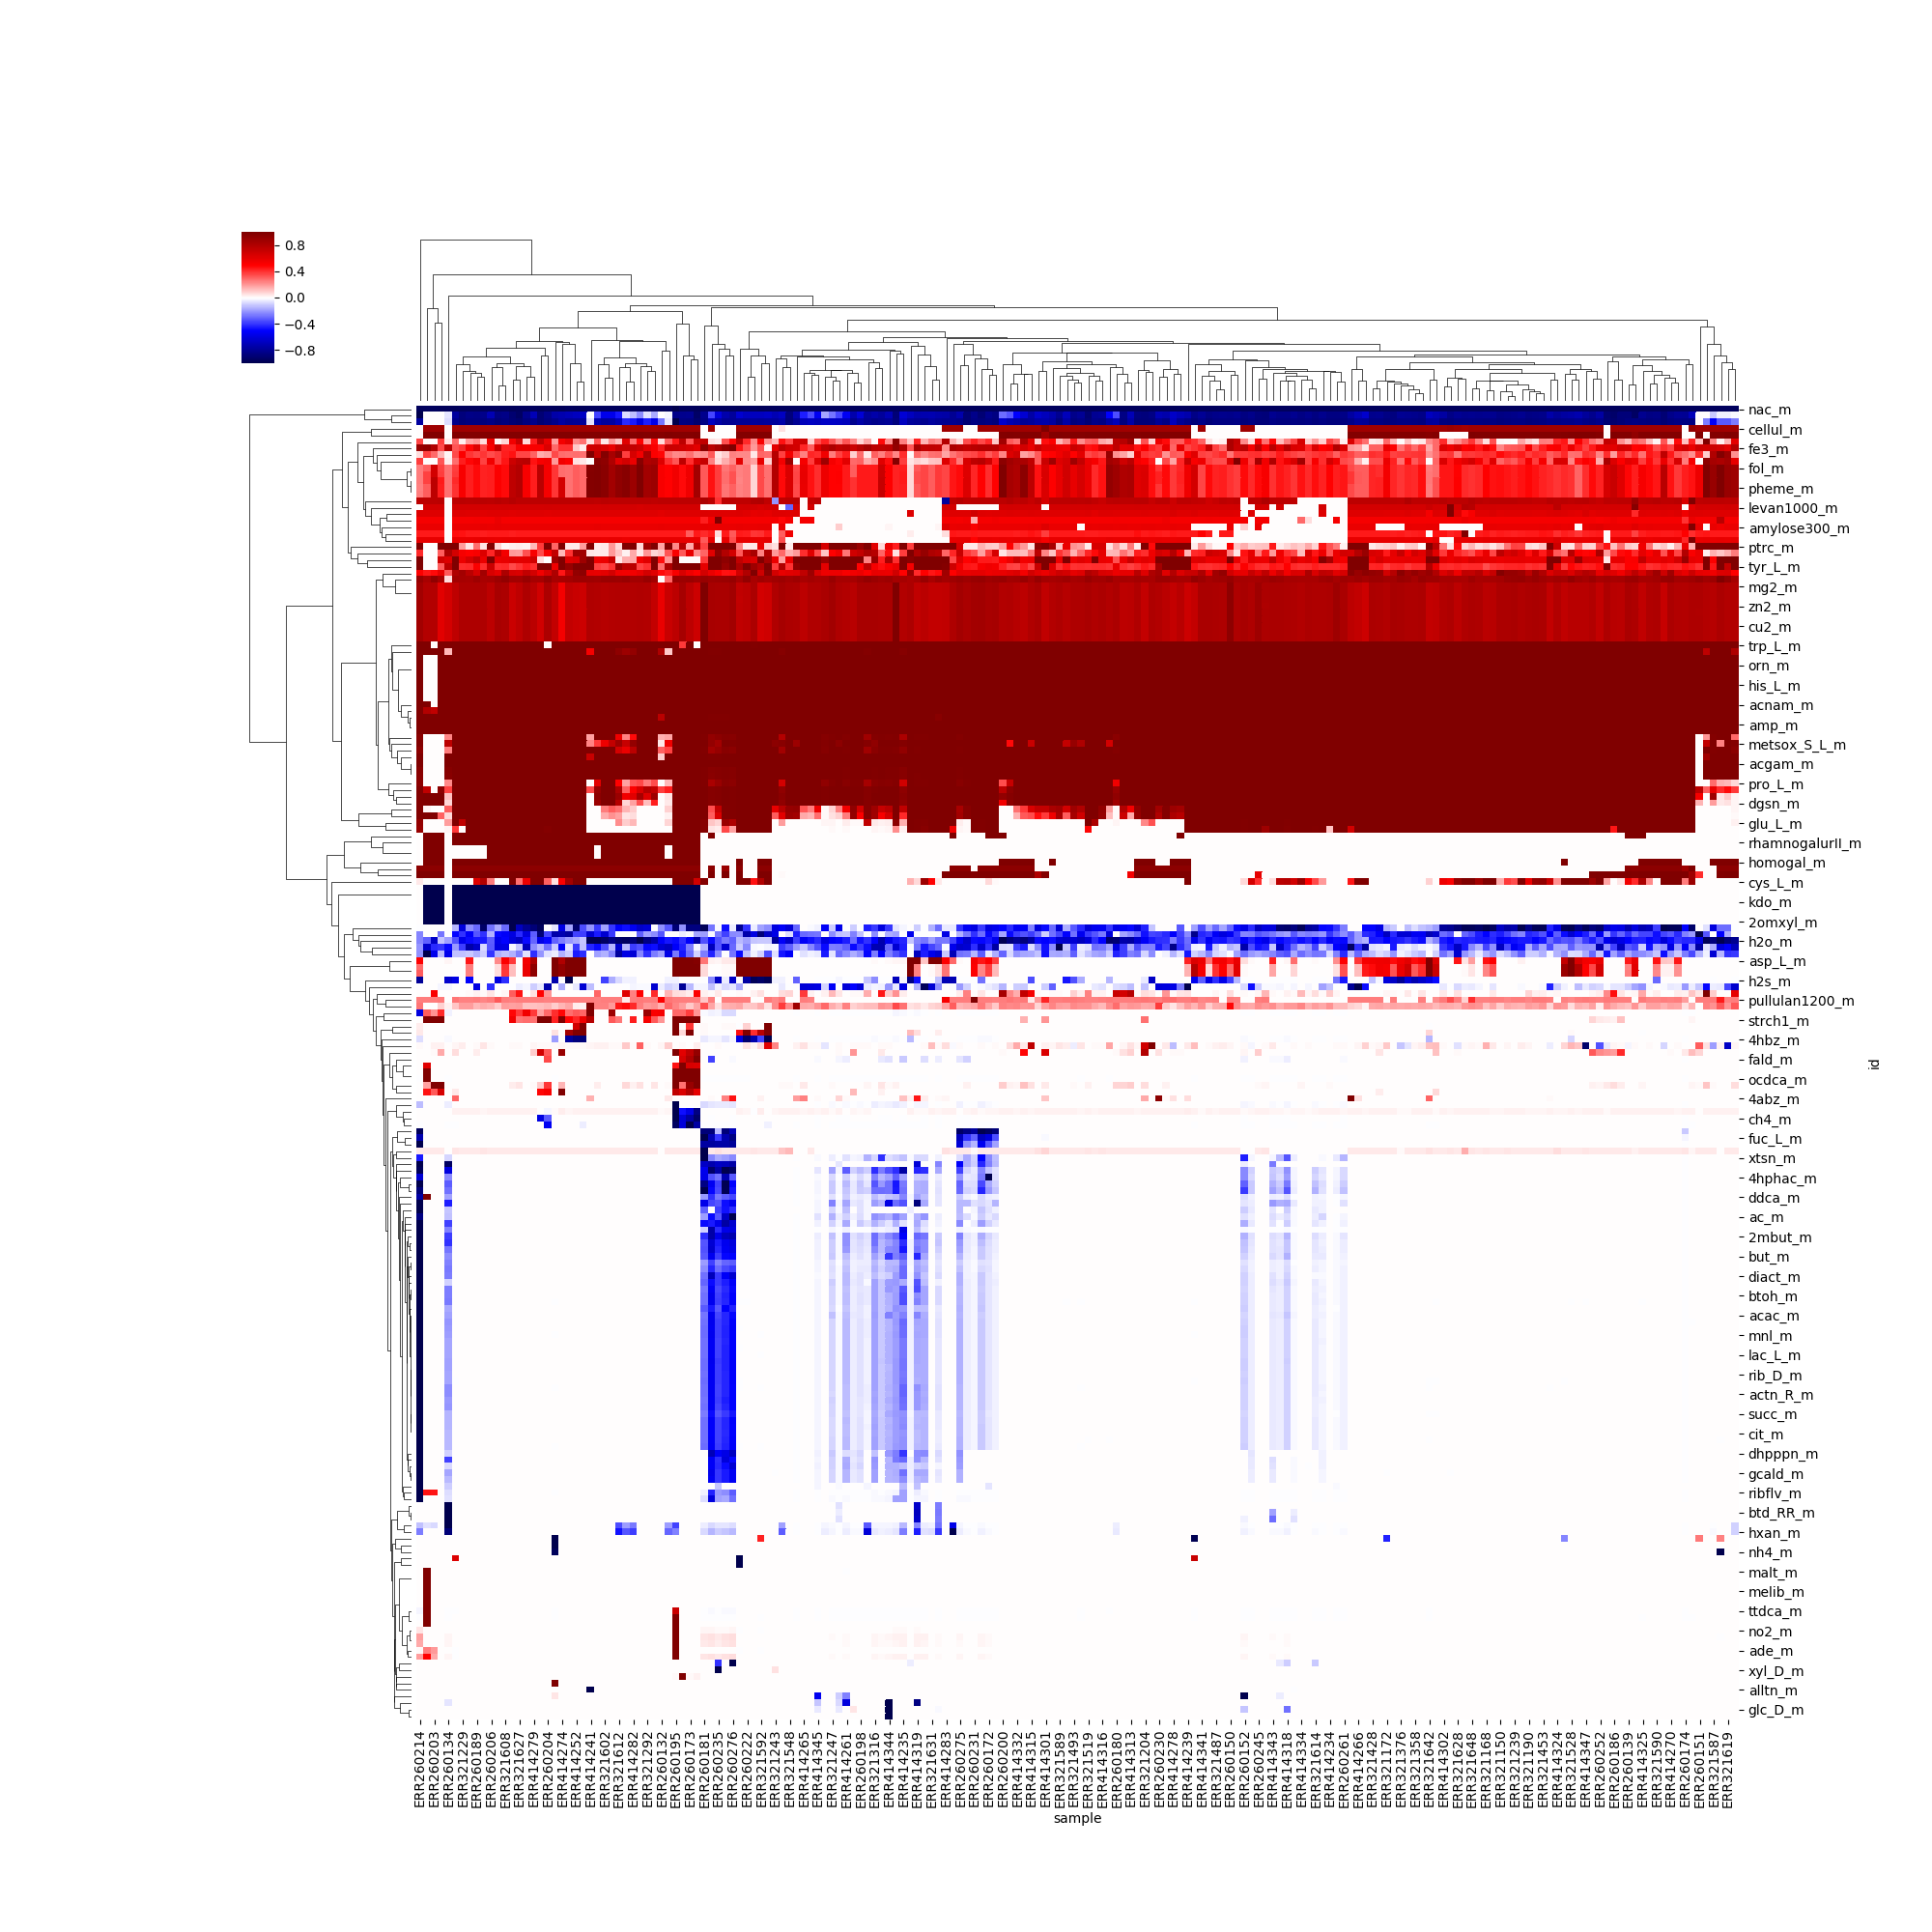 0.8
0.4
0.0
−0.4
−0.8
nac_m
cellul_m
fe3_m
fol_m
pheme_m
levan1000_m
amylose300_m
ptrc_m
tyr_L_m
mg2_m
zn2_m
cu2_m
trp_L_m
orn_m
his_L_m
acnam_m
amp_m
metsox_S_L_m
acgam_m
pro_L_m
dgsn_m
glu_L_m
rhamnogalurII_m
homogal_m
cys_L_m
kdo_m
2omxyl_m
h2o_m
asp_L_m
h2s_m
pullulan1200_m
strch1_m
4hbz_m
fald_m
ocdca_m
4abz_m
ch4_m
fuc_L_m
xtsn_m
4hphac_m
ddca_m
ac_m
2mbut_m
but_m
diact_m
btoh_m
acac_m
mnl_m
lac_L_m
rib_D_m
actn_R_m
succ_m
cit_m
dhpppn_m
gcald_m
ribflv_m
btd_RR_m
hxan_m
nh4_m
malt_m
melib_m
ttdca_m
no2_m
ade_m
xyl_D_m
alltn_m
glc_D_m
id
ERR260214
ERR260203
ERR260134
ERR321229
ERR260189
ERR260206
ERR321608
ERR321627
ERR414279
ERR260204
ERR414274
ERR414252
ERR414241
ERR321602
ERR321612
ERR414282
ERR321292
ERR260132
ERR260195
ERR260173
ERR260181
ERR260235
ERR260276
ERR260222
ERR321592
ERR321243
ERR321548
ERR414265
ERR414345
ERR321247
ERR414261
ERR260198
ERR321316
ERR414344
ERR414235
ERR414319
ERR321631
ERR414283
ERR260275
ERR260231
ERR260172
ERR260200
ERR414332
ERR414315
ERR414301
ERR321589
ERR321493
ERR321519
ERR414316
ERR260180
ERR414313
ERR321204
ERR260230
ERR414278
ERR414239
ERR414341
ERR321487
ERR260150
ERR260152
ERR260245
ERR414343
ERR414318
ERR414334
ERR321614
ERR414234
ERR260261
ERR414266
ERR321428
ERR321172
ERR321376
ERR321358
ERR321642
ERR414302
ERR321628
ERR321648
ERR321168
ERR321150
ERR321239
ERR321190
ERR321453
ERR414324
ERR321528
ERR414347
ERR260252
ERR260186
ERR260139
ERR414325
ERR321590
ERR414270
ERR260174
ERR260151
ERR321587
ERR321619
sample